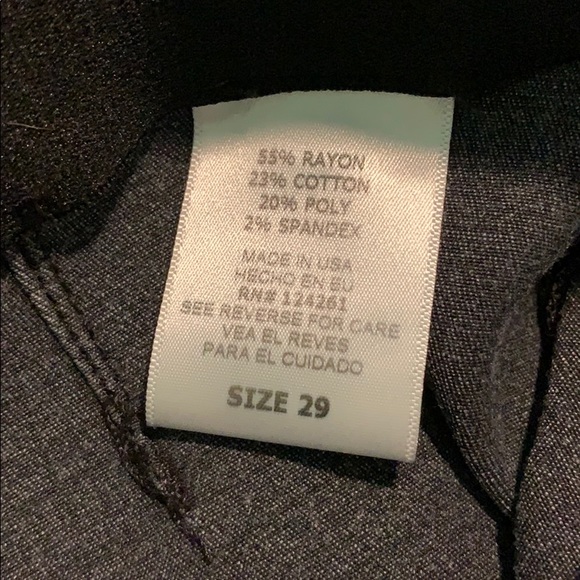 55% RAYON
23% COTTON
20% POLY
2% SPANDEX
MADE IN USA
HECHO EN EU
RN# 124261
SEE REVERSE FOR CARE
VEA EL REVES
PARA EL CUIDADO
SIZE 29